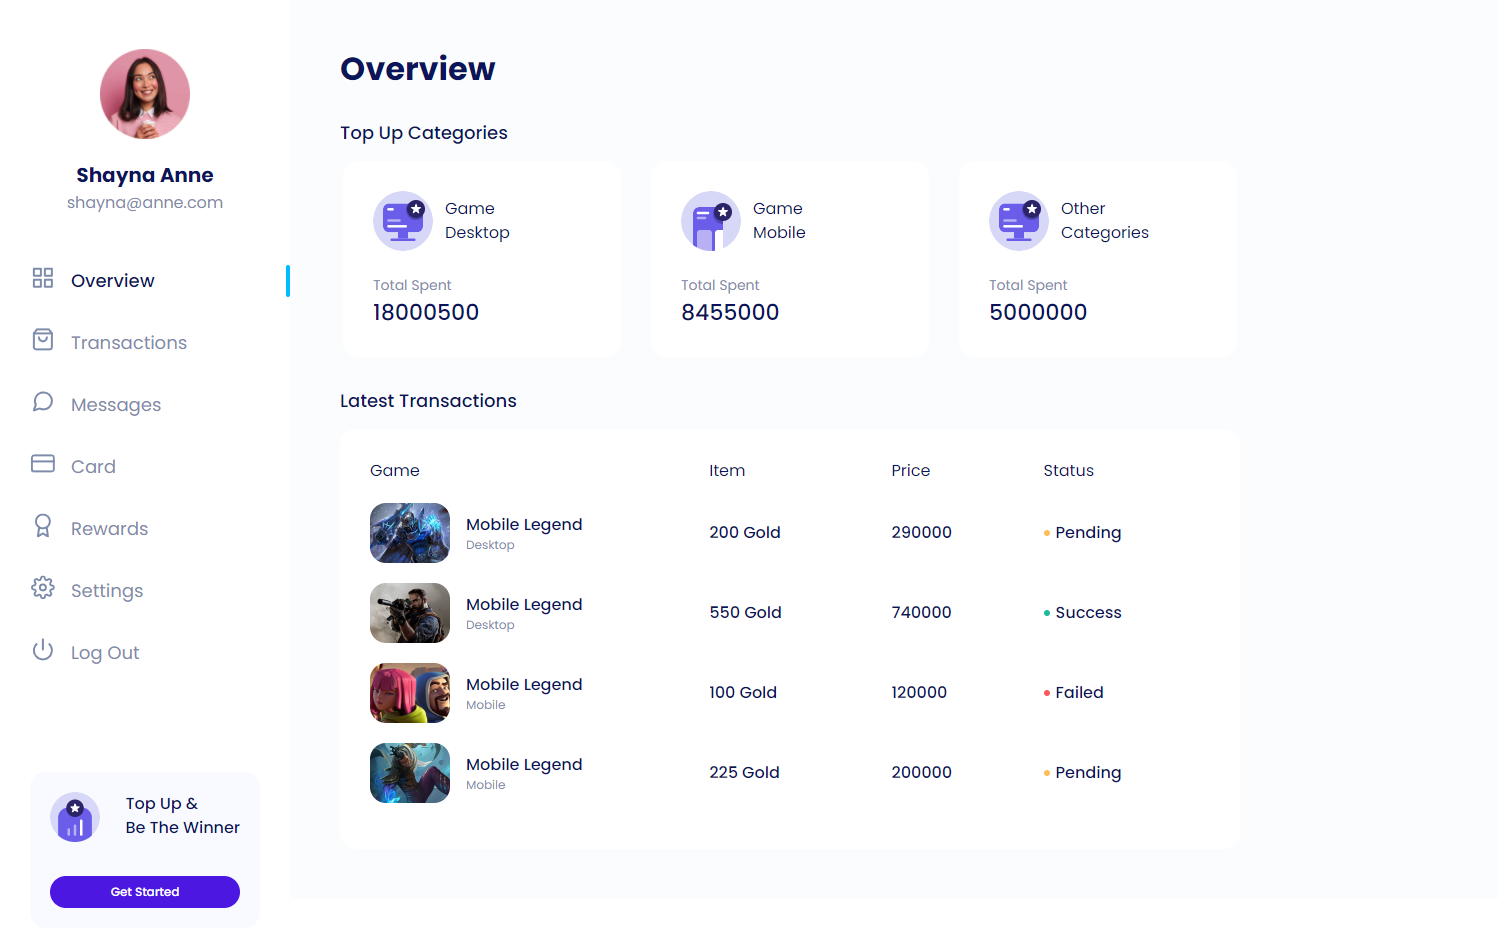 Shayna Anne
shayna@anne.com
Overview
Transactions
Messages
Card
Rewards
Settings
Log Out
Top Up &
Be The Winner
Get Started
Overview
Top Up Categories
Game
Desktop
Total Spent
18000500
Game
Mobile
Total Spent
8455000
Other
Categories
Total Spent
5000000
Latest Transactions
Game Item Price Status
Mobile Legend
Desktop
200 Gold 290000 Pending
Mobile Legend
Desktop
550 Gold 740000 Success
Mobile Legend
Mobile
100 Gold 120000 Failed
Mobile Legend
Mobile
225 Gold 200000 Pending